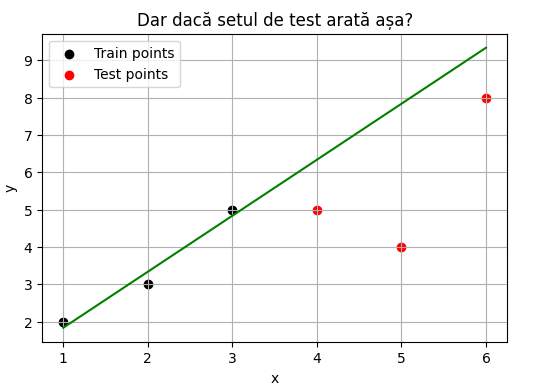 Dar dacă setul de test arată așa?
Train points
Test points
9
8
7
6
5
4
3
2
y
1 2 3 4 5 6
x